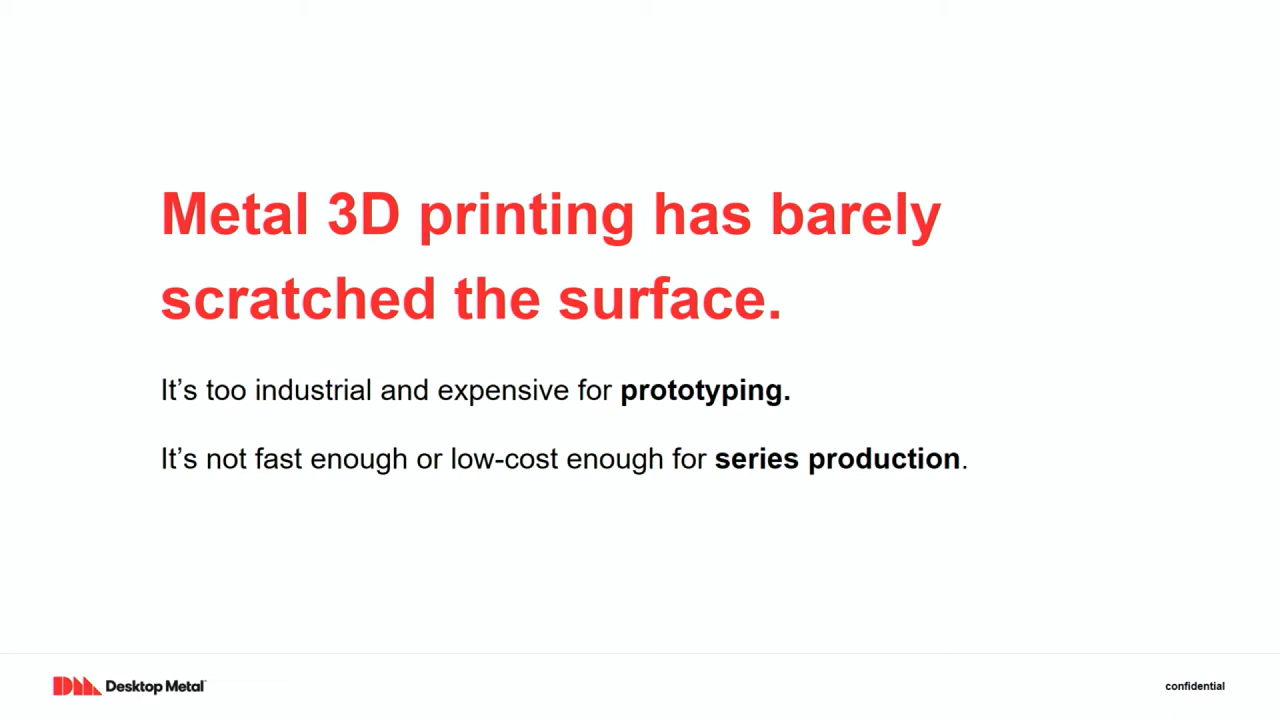 Metal 3D printing has barely
scratched the surface.
It’s too industrial and expensive for prototyping.
It’s not fast enough or low-cost enough for series production.
Desktop Metal
confidential